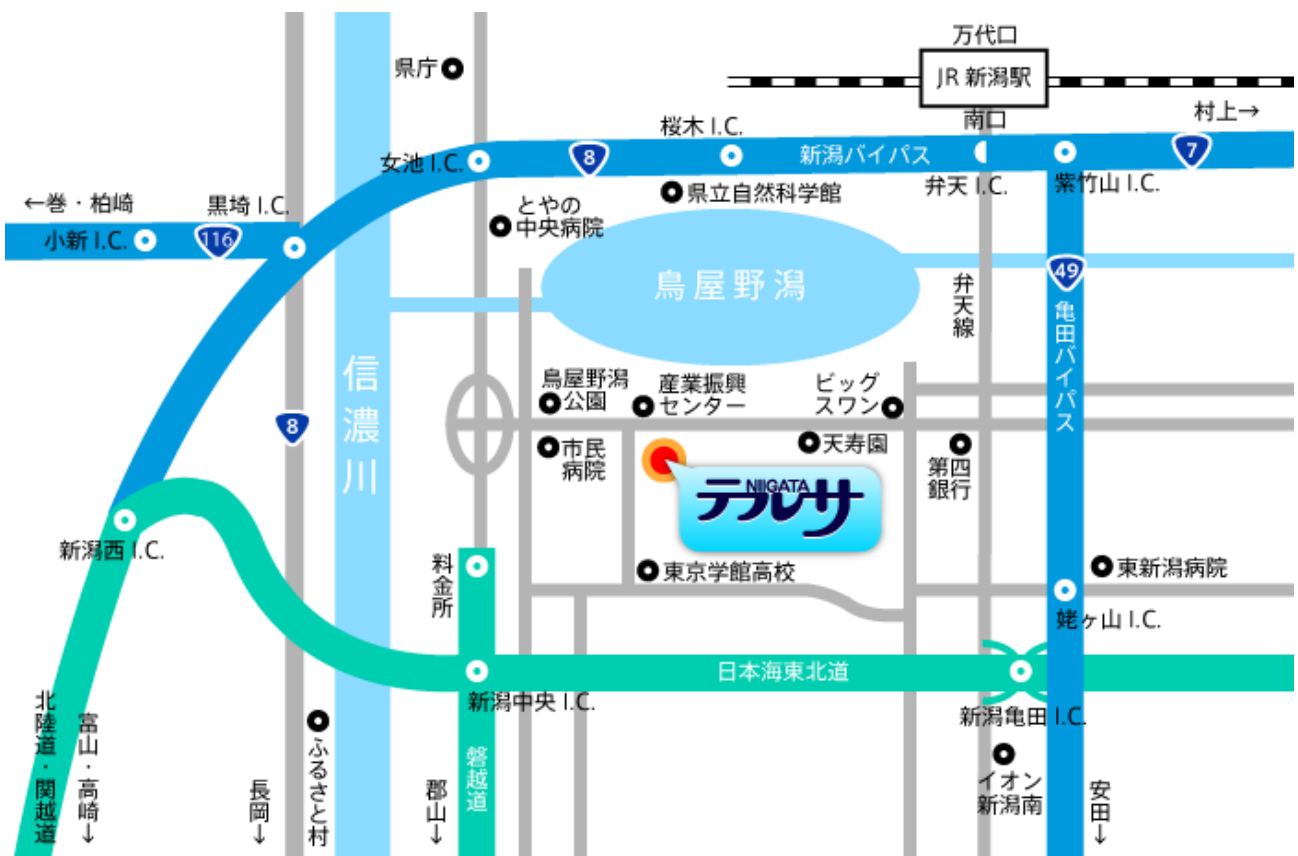 万代口
JR 新潟駅
南口
村上→
県庁
桜木 I.C.
女池 I.C.
8
新潟バイパス
7
弁天 I.C.
紫竹山 I.C.
県立自然科学館
←巻・柏崎
黒埼 I.C.
とやの
中央病院
小新 I.C.
116
鳥屋野潟
49
弁天線
亀田バイパス
信濃川
鳥屋野潟
公園
産業振興
センター
ビッグ
スワン
8
市民
病院
天寿園
第四
銀行
NIIGATA
テルサ
新潟西 I.C.
料金所
東京学館高校
東新潟病院
姥ヶ山 I.C.
日本海東北道
新潟中央 I.C.
新潟亀田 I.C.
北陸道・関越道
富山・高崎→
長岡→
ふるさと村
郡山→
磐越道
イオン
新潟南
安田→